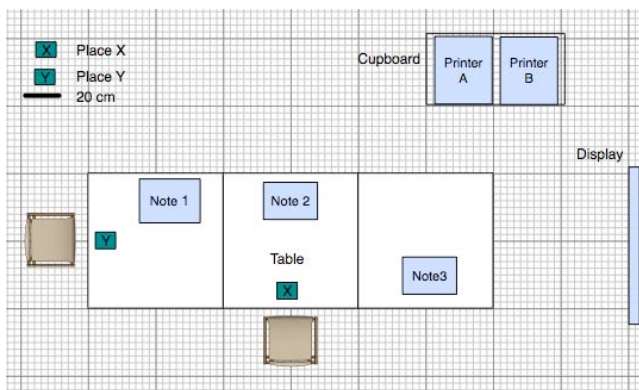 X Place X
Y Place Y
20 cm
Cupboard
Printer
A
Printer
B
Display
Note 1
Note 2
Y
Table
Note3
X